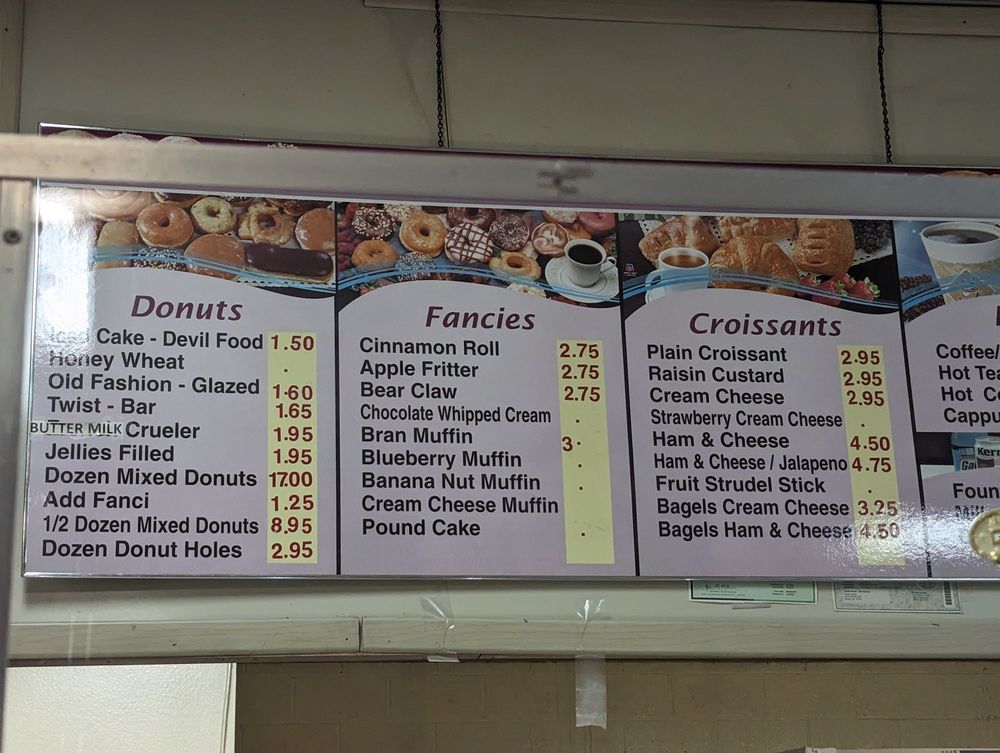 Donuts
Cake - Devil Food 1.50
Honey Wheat .
Old Fashion - Glazed 1.60
Twist - Bar 1.65
BUTTER MILK Crueler 1.95
Jellies Filled 1.95
Dozen Mixed Donuts 17.00
Add Fanci 1.25
1/2 Dozen Mixed Donuts 8.95
Dozen Donut Holes 2.95
Fancies
Cinnamon Roll 2.75
Apple Fritter 2.75
Bear Claw 2.75
Chocolate Whipped Cream .
Bran Muffin 3.
Blueberry Muffin .
Banana Nut Muffin .
Cream Cheese Muffin
Pound Cake .
Croissants
Plain Croissant 2.95
Raisin Custard 2.95
Cream Cheese 2.95
Strawberry Cream Cheese .
Ham & Cheese 4.50
Ham & Cheese / Jalapeno 4.75
Fruit Strudel Stick .
Bagels Cream Cheese 3.25
Bagels Ham & Cheese 4.50
Coffee/
Hot Tea
Hot
Cappu
Foun